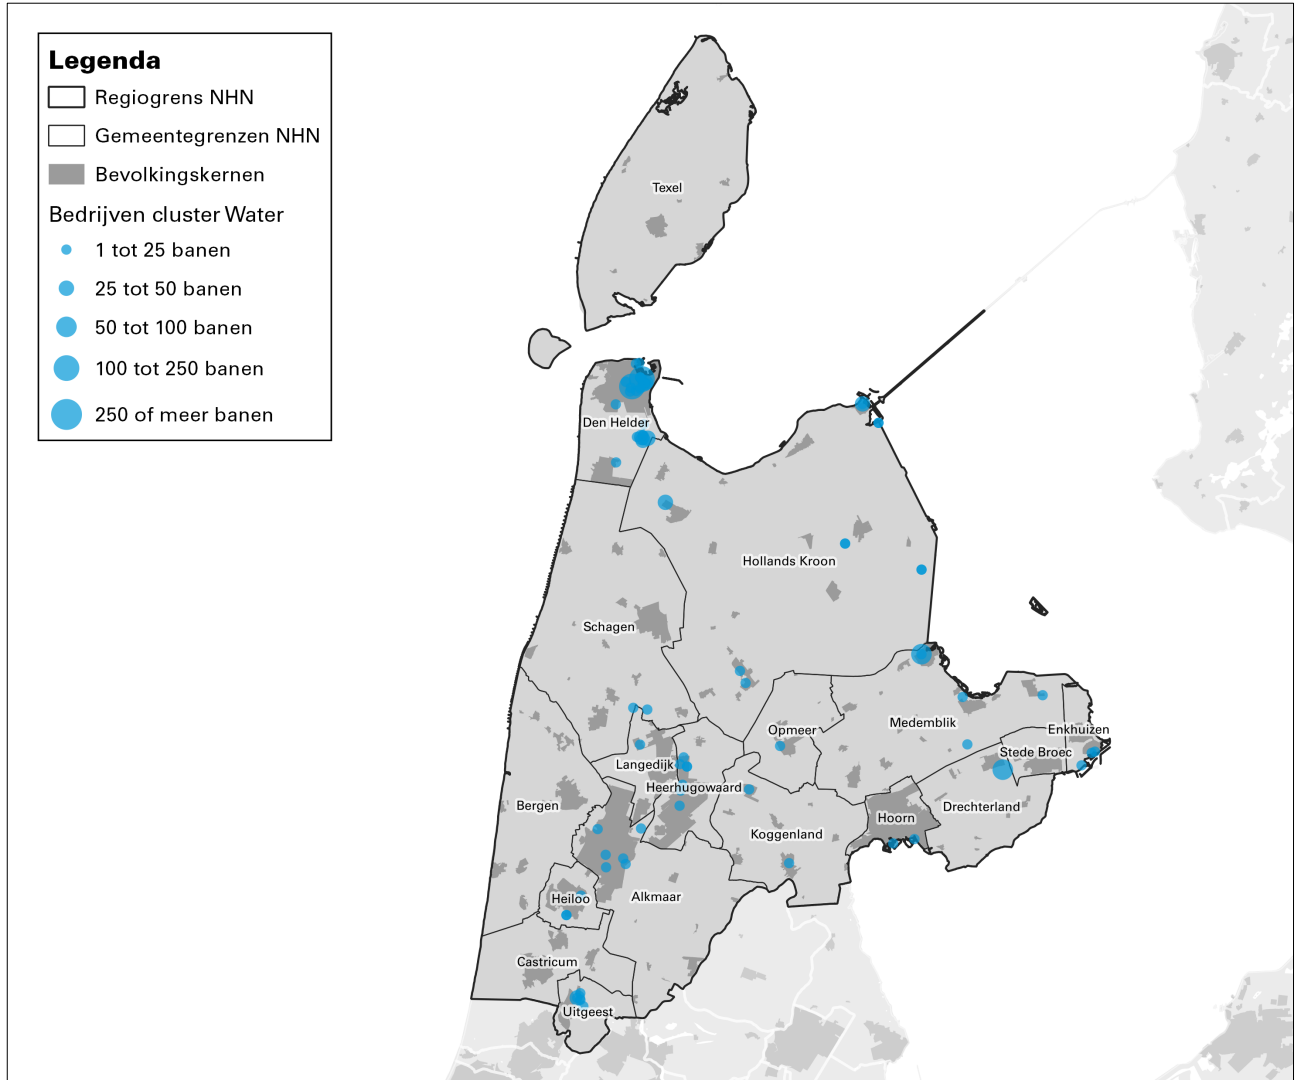 Legenda
Regiogrens NHN
Gemeentegrenzen NHN
Bevolkingskernen
Bedrijven cluster Water
1 tot 25 banen
25 tot 50 banen
50 tot 100 banen
100 tot 250 banen
250 of meer banen
Texel
Den Helder
Hollands Kroon
Schagen
Opmeer
Medemblik
Enkhuizen
Stede Broec
Langedijk
Heerhugowaard
Bergen
Drechterland
Hoorn
Koggenland
Heiloo
Alkmaar
Castricum
Uitgeest